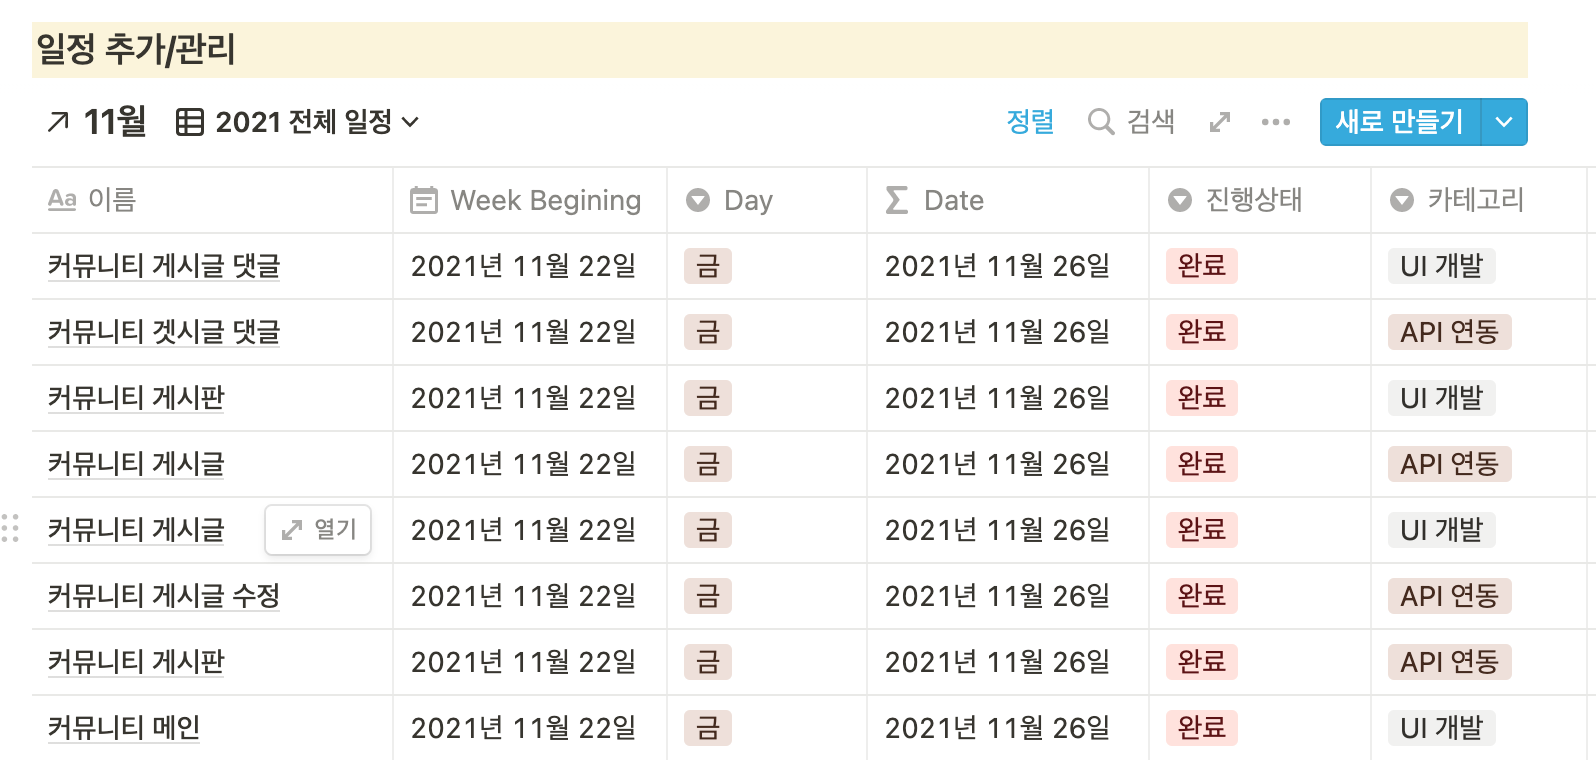 일정 추가/관리
11월 2021 전체 일정 정렬 검색 새로 만들기
Aa 이름 Week Begining Day Σ Date 진행상태 카테고리
커뮤니티 게시글 댓글 2021년 11월 22일 금 2021년 11월 26일 완료 UI 개발
커뮤니티 겟시글 댓글 2021년 11월 22일 금 2021년 11월 26일 완료 API 연동
커뮤니티 게시판 2021년 11월 22일 금 2021년 11월 26일 완료 UI 개발
커뮤니티 게시글 2021년 11월 22일 금 2021년 11월 26일 완료 API 연동
커뮤니티 게시글 열기 2021년 11월 22일 금 2021년 11월 26일 완료 UI 개발
커뮤니티 게시글 수정 2021년 11월 22일 금 2021년 11월 26일 완료 API 연동
커뮤니티 게시판 2021년 11월 22일 금 2021년 11월 26일 완료 API 연동
커뮤니티 메인 2021년 11월 22일 금 2021년 11월 26일 완료 UI 개발